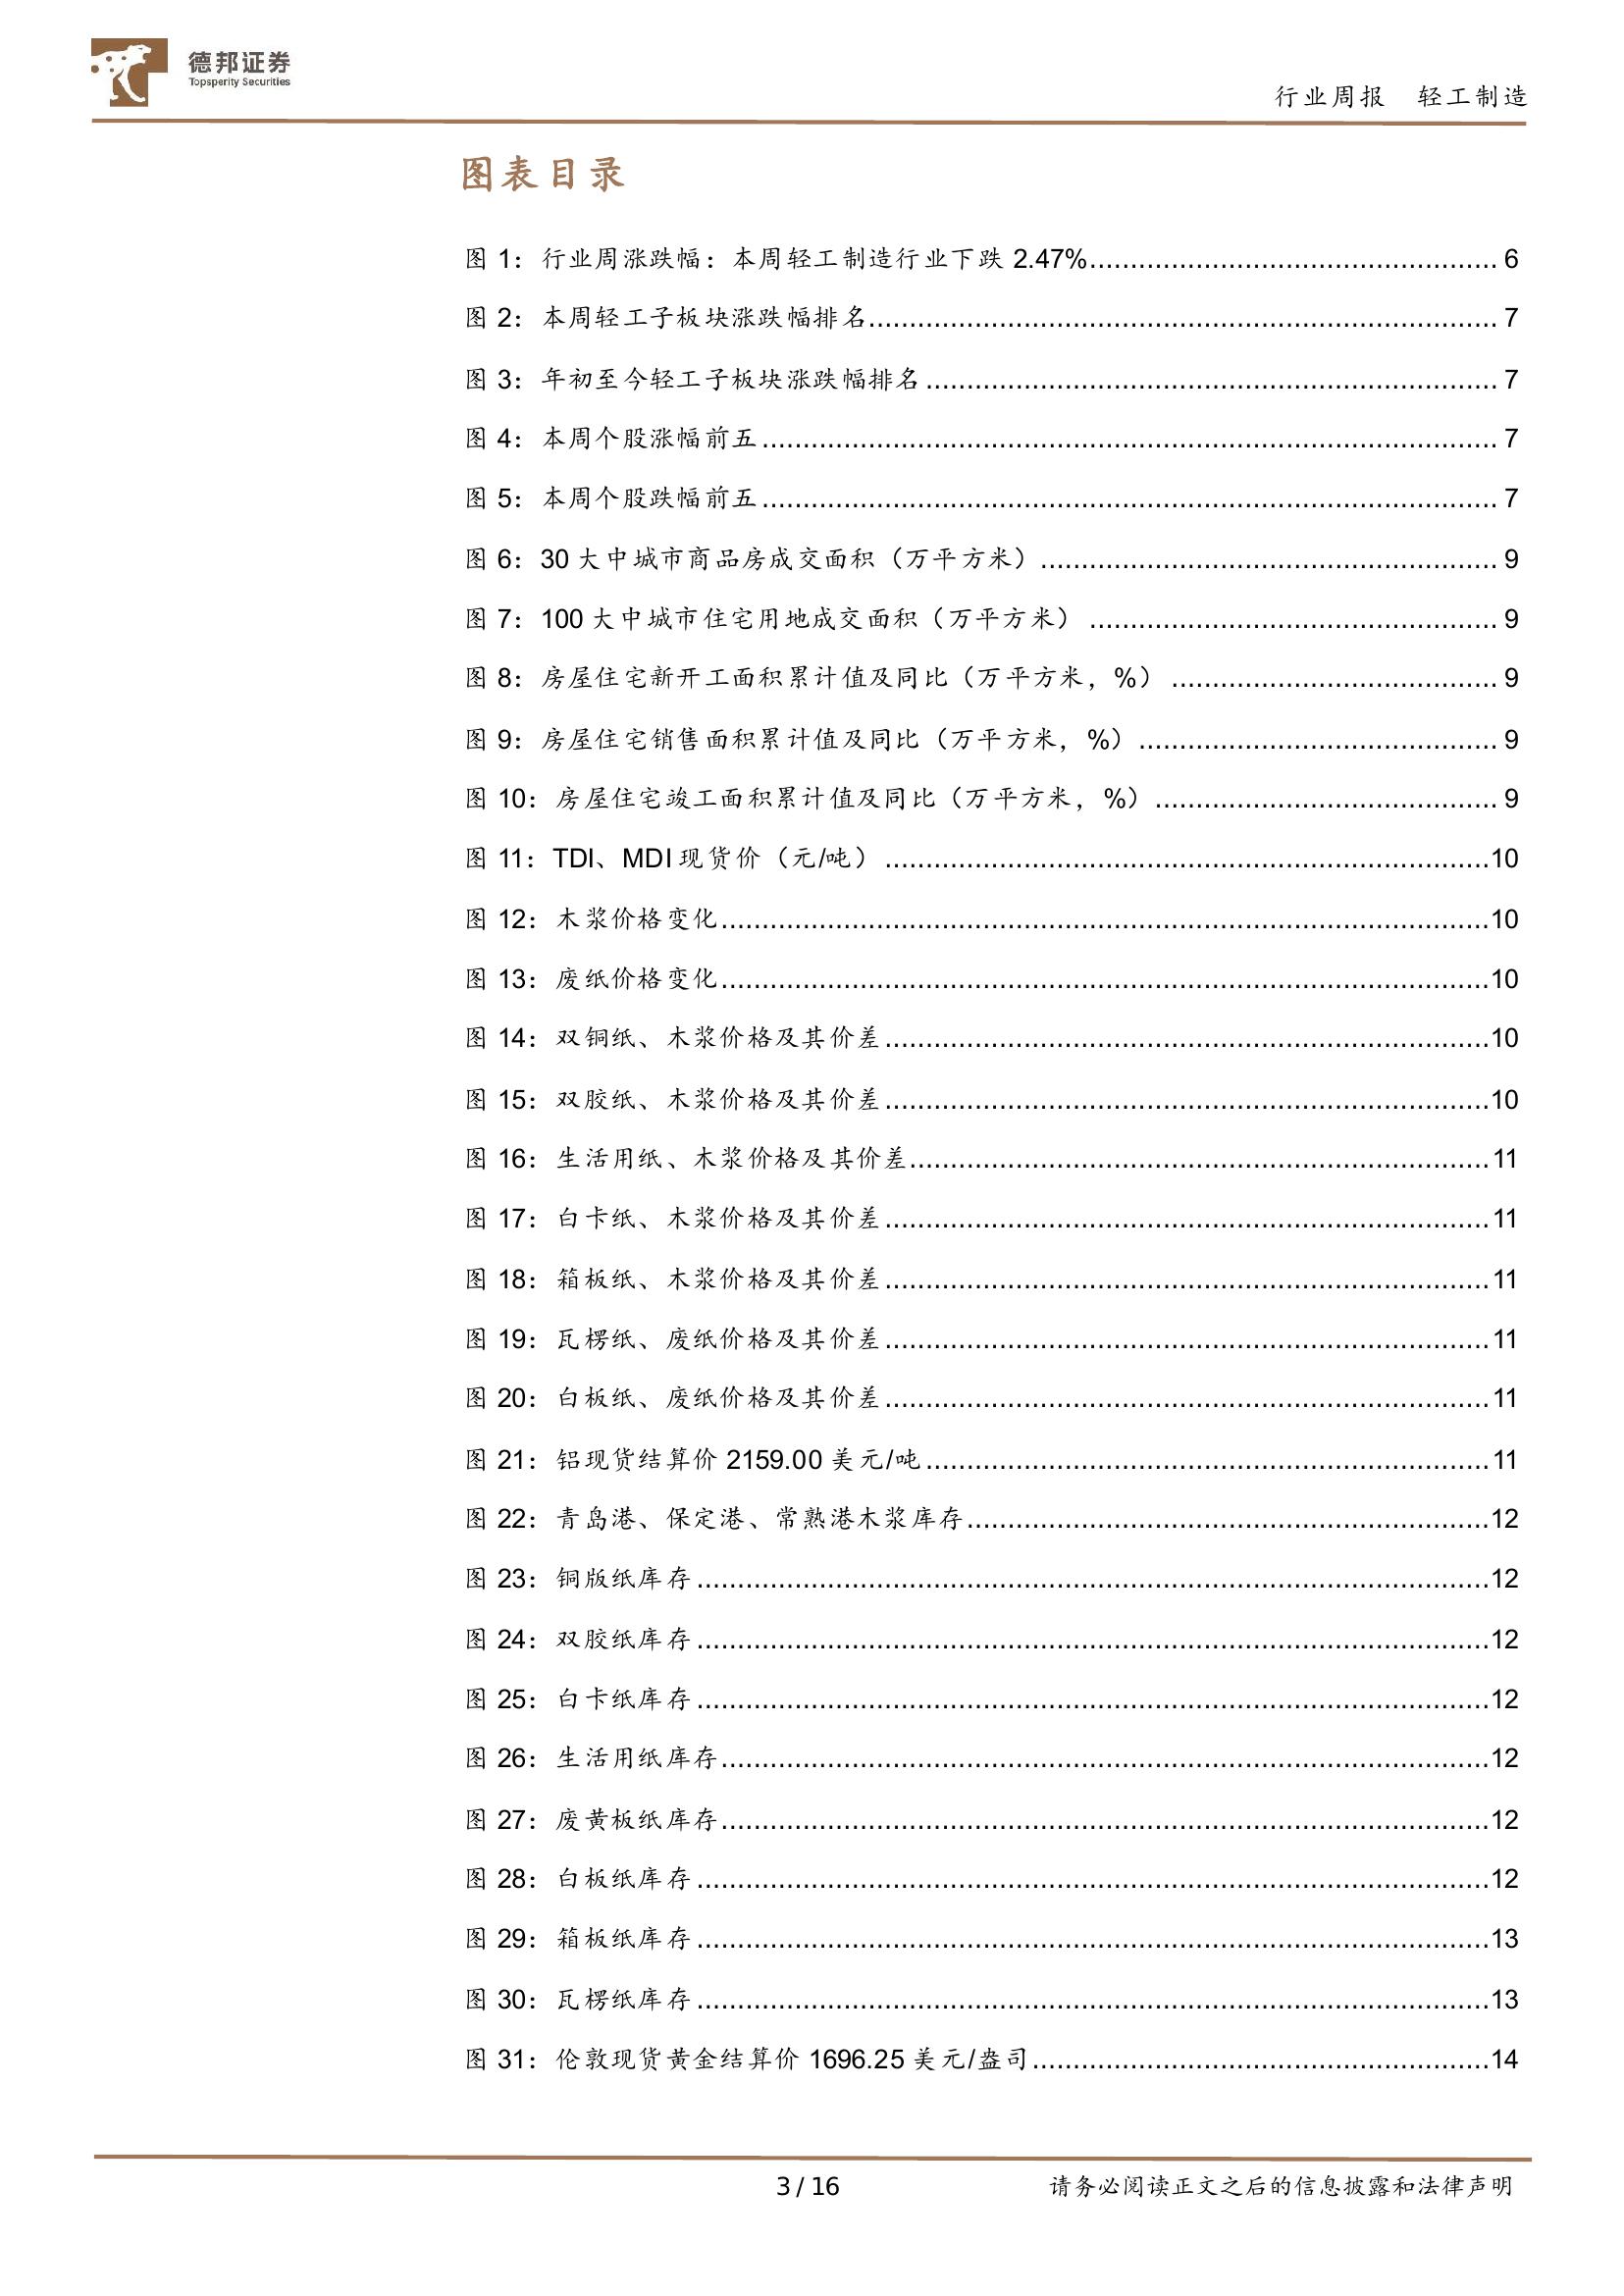 德邦证券
Topsperity Securities
行业周报 轻工制造
图表目录
图 1：行业周涨跌幅：本周轻工制造行业下跌 2.47%..................................................6
图 2：本周轻工子板块涨跌幅排名..................................................7
图 3：年初至今轻工子板块涨跌幅排名..................................................7
图 4：本周个股涨幅前五..................................................7
图 5：本周个股跌幅前五..................................................7
图 6：30 大中城市商品房成交面积（万平方米）..................................................9
图 7：100 大中城市住宅用地成交面积（万平方米）..................................................9
图 8：房屋住宅新开工面积累计值及同比（万平方米，%）..................................................9
图 9：房屋住宅销售面积累计值及同比（万平方米，%）..................................................9
图 10：房屋住宅竣工面积累计值及同比（万平方米，%）..................................................9
图 11：TDI、MDI 现货价（元/吨）..................................................10
图 12：木浆价格变化..................................................10
图 13：废纸价格变化..................................................10
图 14：双铜纸、木浆价格及其价差..................................................10
图 15：双胶纸、木浆价格及其价差..................................................10
图 16：生活用纸、木浆价格及其价差..................................................11
图 17：白卡纸、木浆价格及其价差..................................................11
图 18：箱板纸、木浆价格及其价差..................................................11
图 19：瓦楞纸、废纸价格及其价差..................................................11
图 20：白板纸、废纸价格及其价差..................................................11
图 21：铝现货结算价 2159.00 美元/吨..................................................11
图 22：青岛港、保定港、常熟港木浆库存..................................................12
图 23：铜版纸库存..................................................12
图 24：双胶纸库存..................................................12
图 25：白卡纸库存..................................................12
图 26：生活用纸库存..................................................12
图 27：废黄板纸库存..................................................12
图 28：白板纸库存..................................................12
图 29：箱板纸库存..................................................13
图 30：瓦楞纸库存..................................................13
图 31：伦敦现货黄金结算价 1696.25 美元/盎司..................................................14
3 / 16
请务必阅读正文之后的信息披露和法律声明